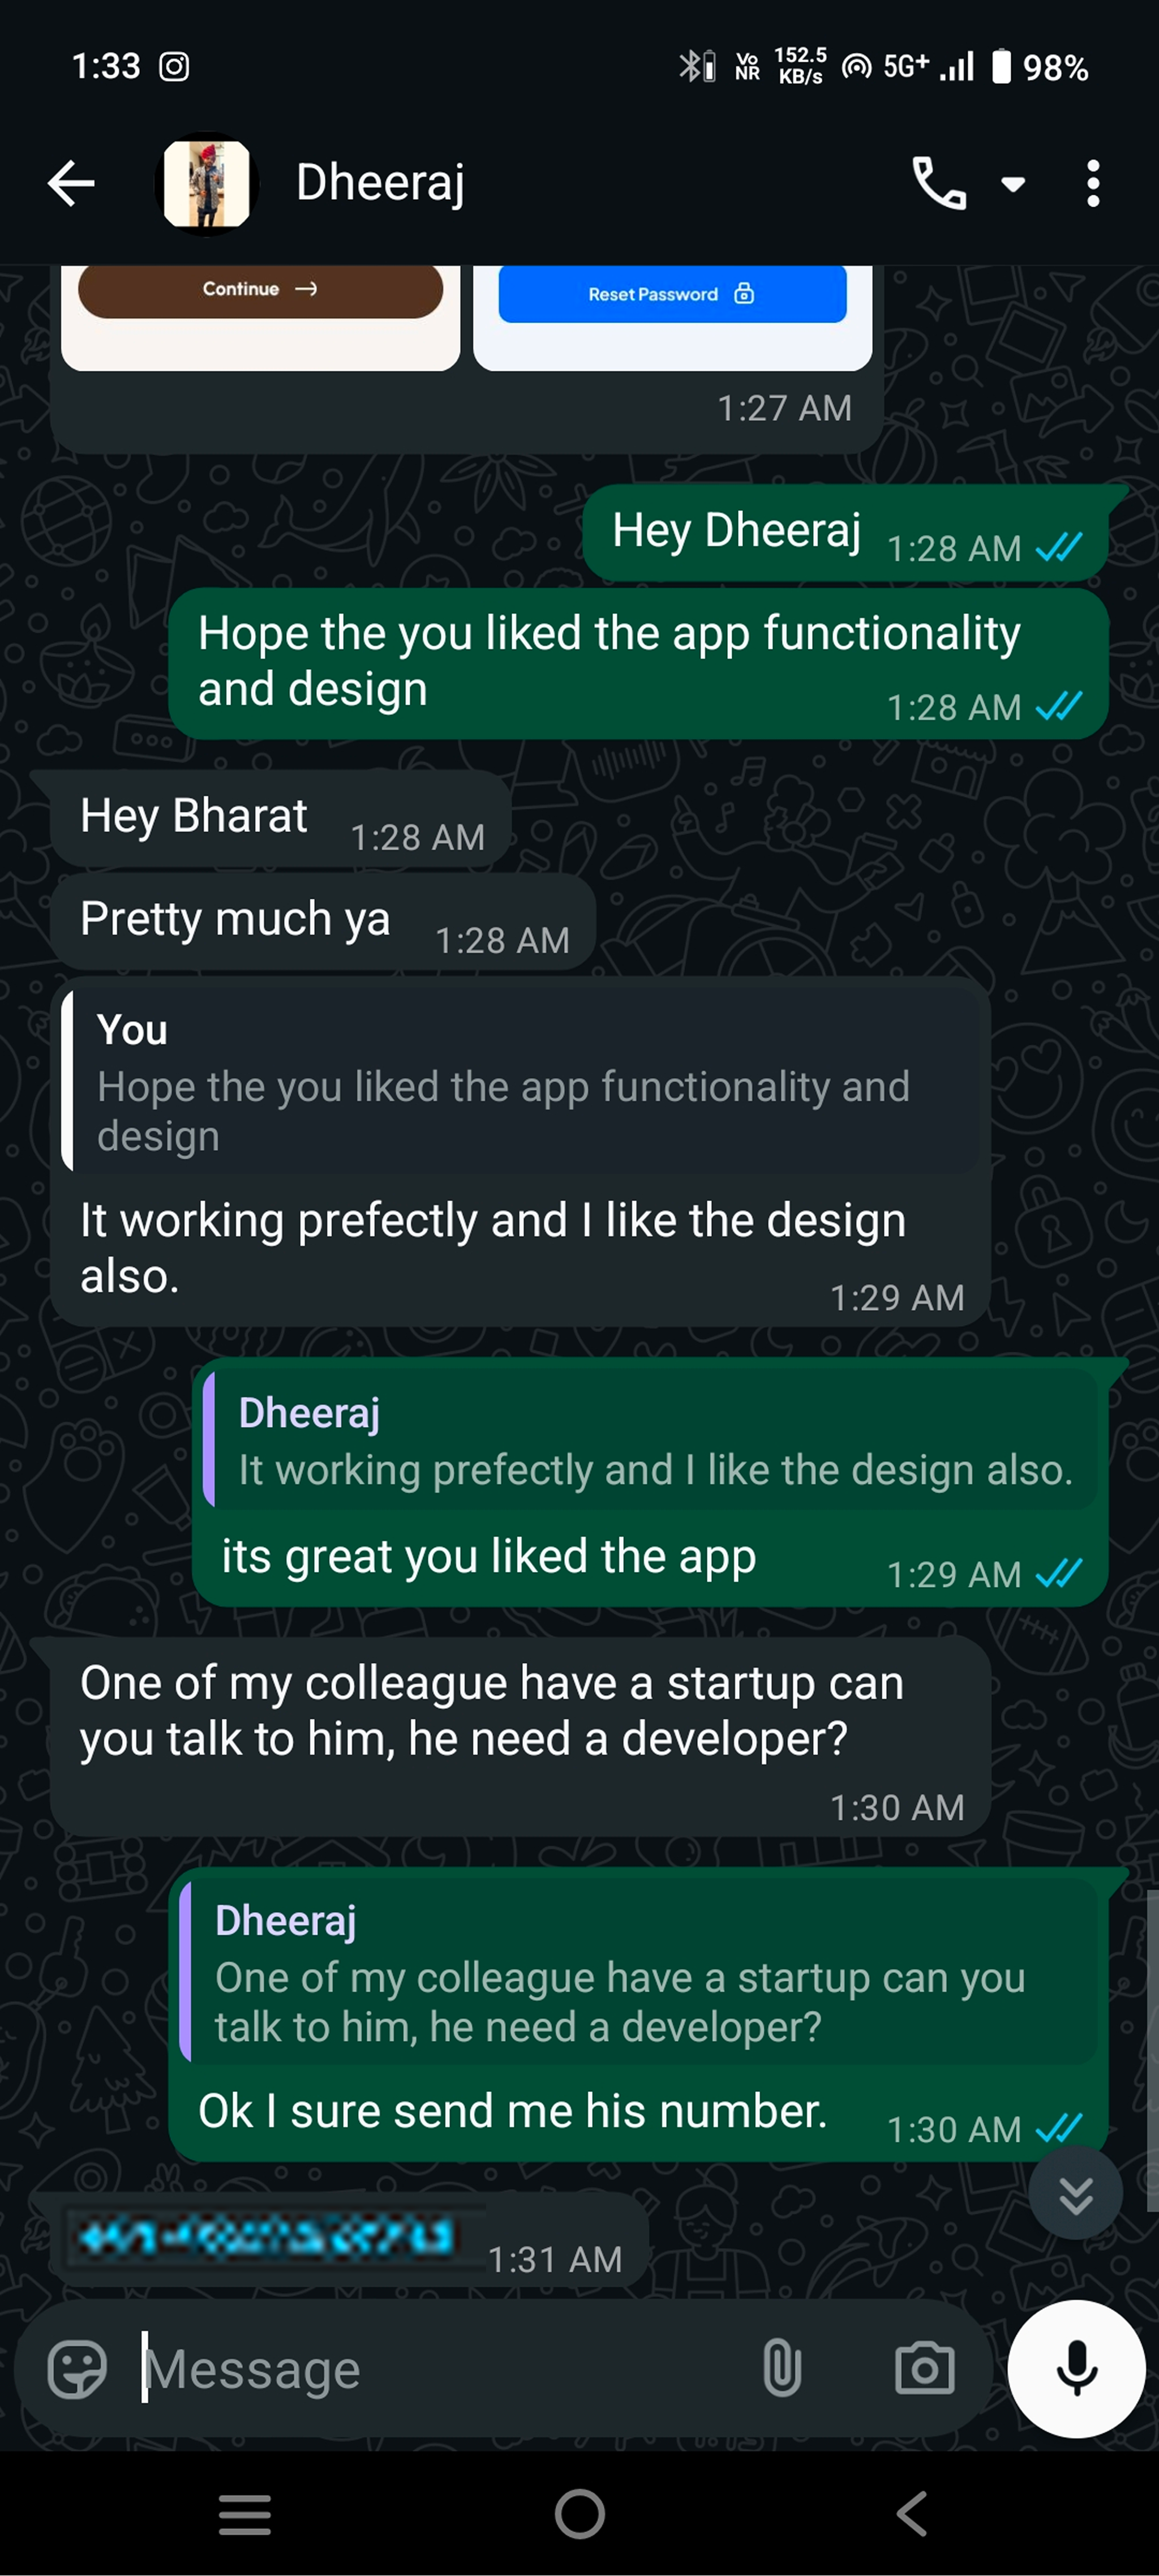 1:33
Vo
NR
152.5
KB/s
5G+
98%
Dheeraj
Continue
Reset Password
1:27 AM
Hey Dheeraj
1:28 AM
Hope the you liked the app functionality
and design
1:28 AM
Hey Bharat
1:28 AM
Pretty much ya
1:28 AM
You
Hope the you liked the app functionality and
design
It working prefectly and I like the design
also.
1:29 AM
Dheeraj
It working prefectly and I like the design also.
its great you liked the app
1:29 AM
One of my colleague have a startup can
you talk to him, he need a developer?
1:30 AM
Dheeraj
One of my colleague have a startup can you
talk to him, he need a developer?
Ok I sure send me his number.
1:30 AM
1:31 AM
Message